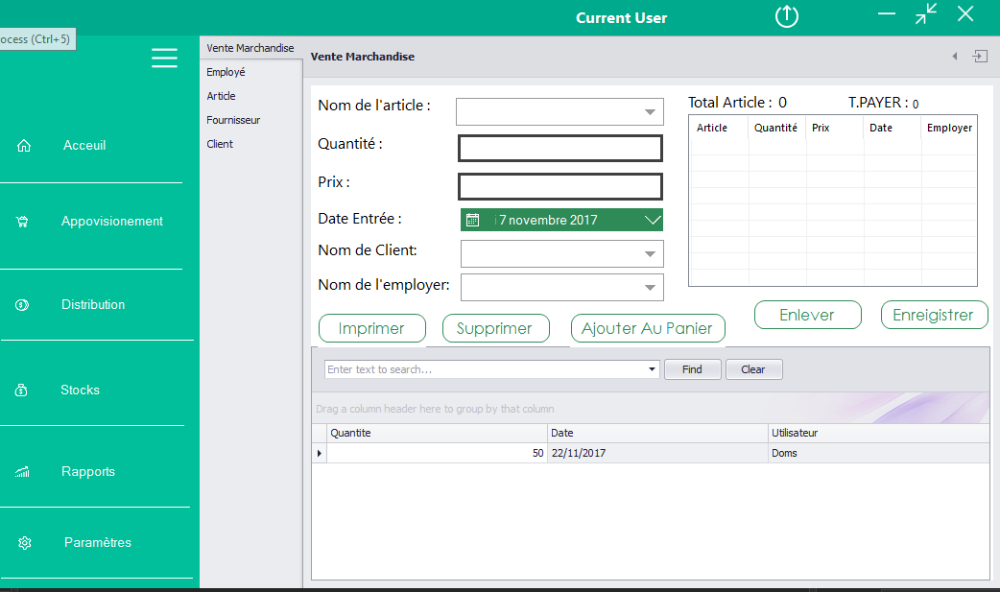 Current User
ocess (Ctrl+5)
Acceuil
Appovisionement
Distribution
Stocks
Rapports
Paramètres
Vente Marchandise
Employé
Article
Fournisseur
Client
Vente Marchandise
Nom de l'article :
Quantité :
Prix :
Date Entrée :
7 novembre 2017
Nom de Client:
Nom de l'employer:
Total Article : 0 T.PAYER : 0
Article Quantité Prix Date Employer
Imprimer Supprimer Ajouter Au Panier Enlever Enreigistrer
Enter text to search... Find Clear
Drag a column header here to group by that column
Quantite Date Utilisateur
50 22/11/2017 Doms